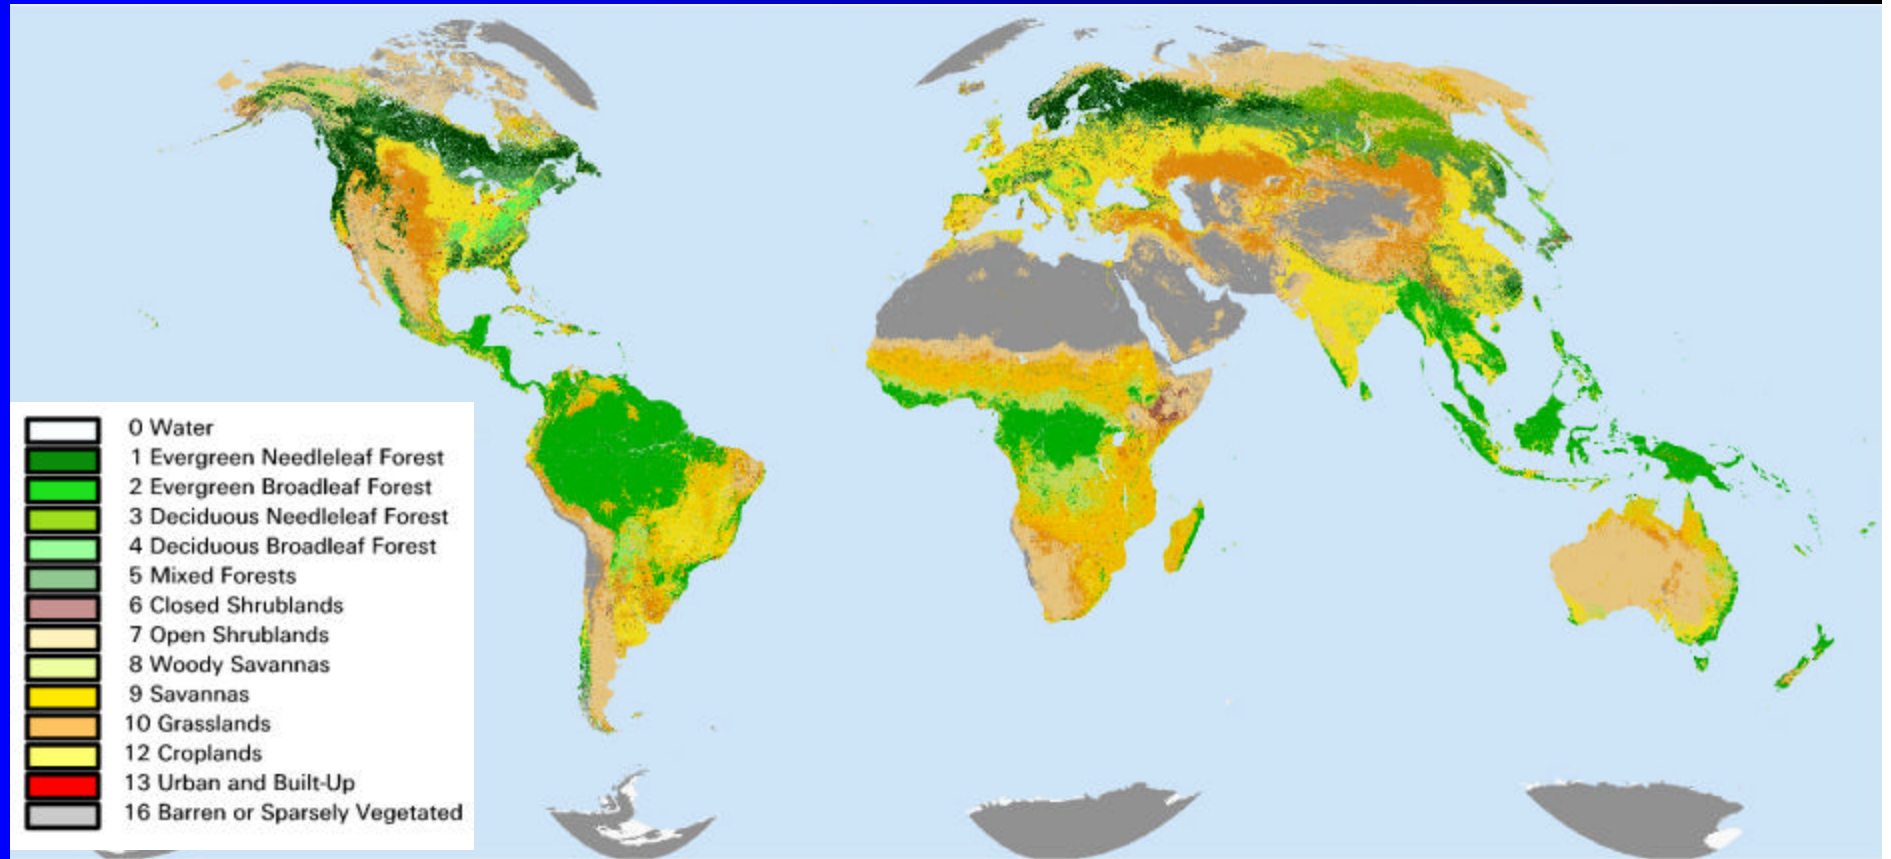 0 Water
1 Evergreen Needleleaf Forest
2 Evergreen Broadleaf Forest
3 Deciduous Needleleaf Forest
4 Deciduous Broadleaf Forest
5 Mixed Forests
6 Closed Shrublands
7 Open Shrublands
8 Woody Savannas
9 Savannas
10 Grasslands
12 Croplands
13 Urban and Built-Up
16 Barren or Sparsely Vegetated